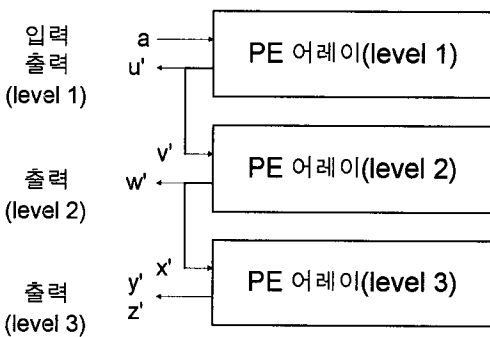 입력
출력
(level 1)
a
u'
PE 어레이(level 1)
v'
PE 어레이(level 2)
출력
(level 2)
w'
x'
PE 어레이(level 3)
출력
(level 3)
y'
z'